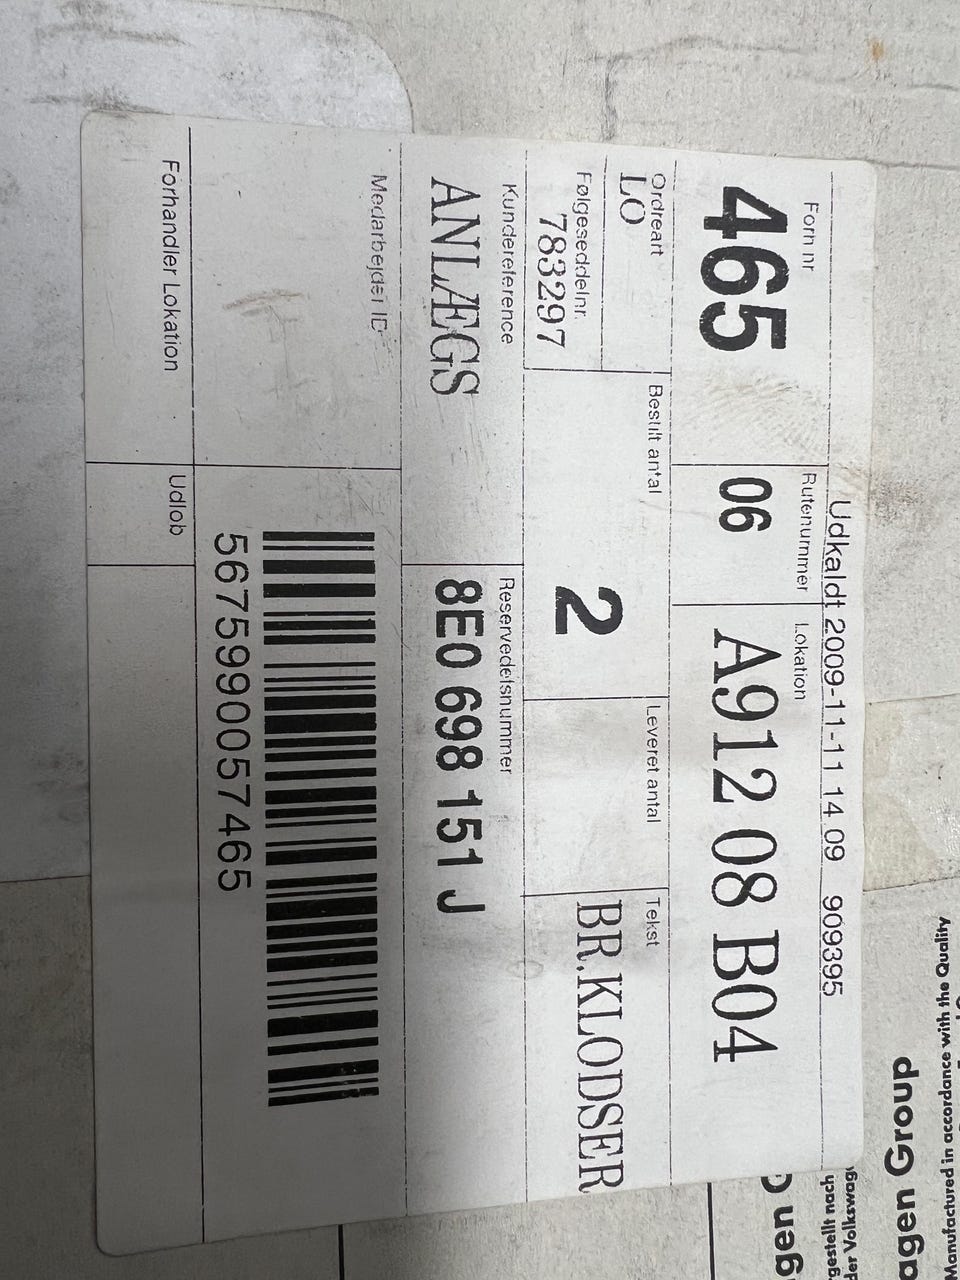 Udkaldt 2009-11-11 14 09 909395
Forh nr
465
Rutenummer
06
Lokation
A912 08 B04
Ordreart
LO
Følgeseddelnr.
783297
Bestilt antal
2
Leveret antal
Tekst
BR.KLODSER
Kundereference
ANLÆGS
Reservedelsnummer
8E0 698 151 J
Medarbejder ID
5675990057465
Forhandler Lokation
Udlob
agen Group
Manufactured in accordance with the Quality
gen
gestellt nach
der Volkswag